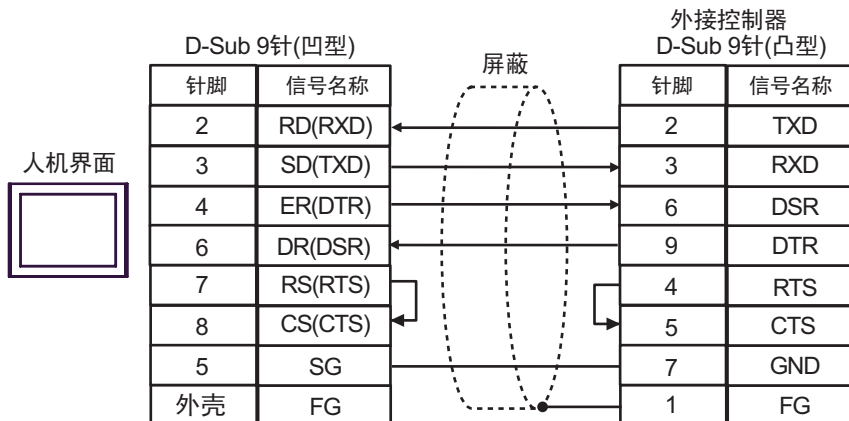 外接控制器
D-Sub 9针(凹型) 屏蔽 D-Sub 9针(凸型)
针脚 信号名称 针脚 信号名称
2 RD(RXD) 2 TXD
人机界面 3 SD(TXD) 3 RXD
4 ER(DTR) 6 DSR
6 DR(DSR) 9 DTR
7 RS(RTS) 4 RTS
8 CS(CTS) 5 CTS
5 SG 7 GND
外壳 FG 1 FG